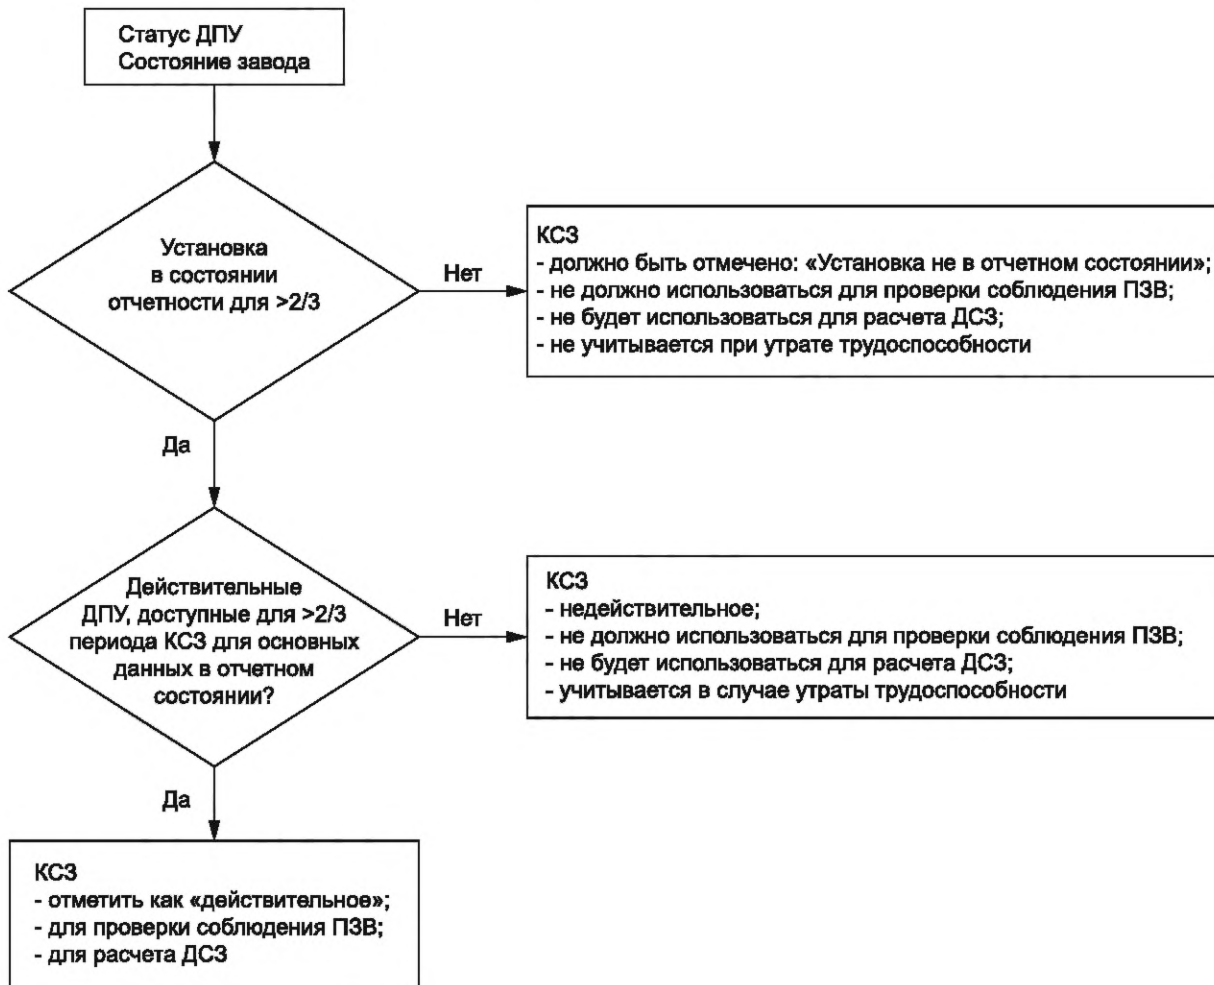 Статус ДПУ
Состояние завода
Установка
в состоянии
отчетности для >2/3
Нет
КСЗ
- должно быть отмечено: «Установка не в отчетном состоянии»;
- не должно использоваться для проверки соблюдения ПЗВ;
- не будет использоваться для расчета ДСЗ;
- не учитывается при утрате трудоспособности
Да
Действительные
ДПУ, доступные для >2/3
периода КСЗ для основных
данных в отчетном
состоянии?
Нет
КСЗ
- недействительное;
- не должно использоваться для проверки соблюдения ПЗВ;
- не будет использоваться для расчета ДСЗ;
- учитывается в случае утраты трудоспособности
Да
КСЗ
- отметить как «действительное»;
- для проверки соблюдения ПЗВ;
- для расчета ДСЗ